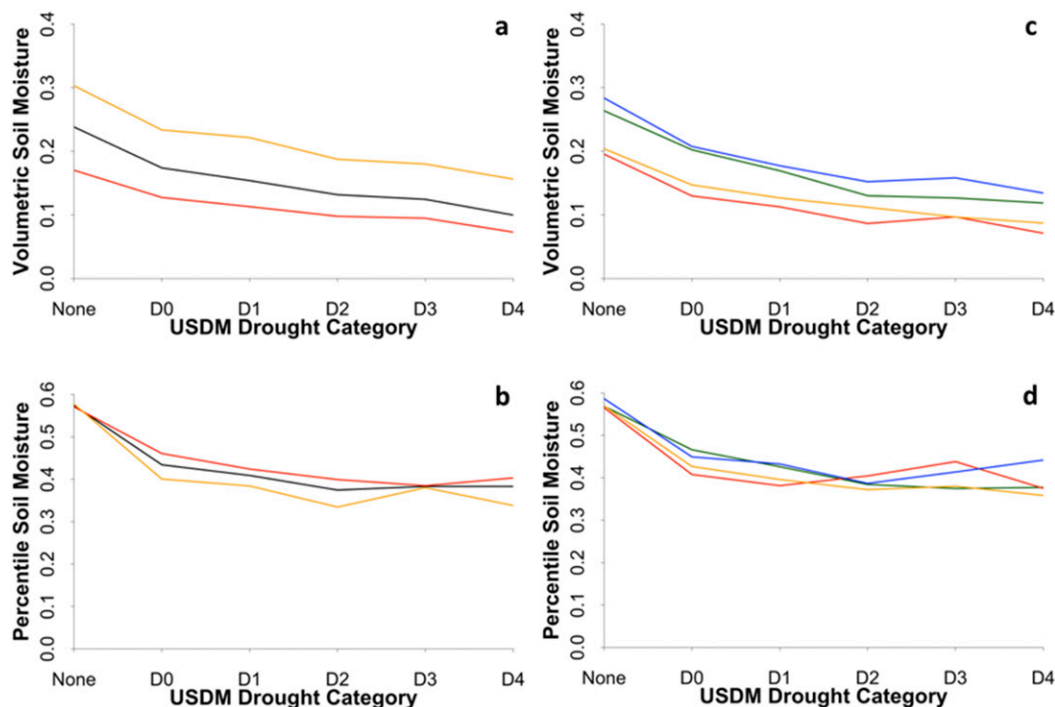 a
Volumetric Soil Moisture
0.4
0.3
0.2
0.1
0.0
None D0 D1 D2 D3 D4
USDM Drought Category
c
Volumetric Soil Moisture
0.4
0.3
0.2
0.1
0.0
None D0 D1 D2 D3 D4
USDM Drought Category
b
Percentile Soil Moisture
0.6
0.5
0.4
0.3
0.2
0.1
0.0
None D0 D1 D2 D3 D4
USDM Drought Category
d
Percentile Soil Moisture
0.6
0.5
0.4
0.3
0.2
0.1
0.0
None D0 D1 D2 D3 D4
USDM Drought Category